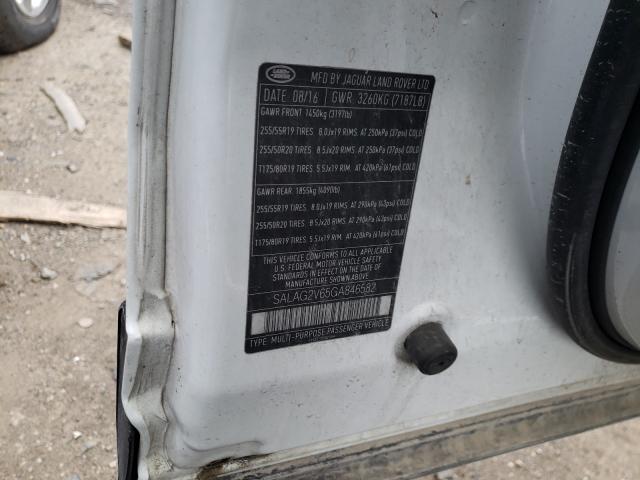 LAND ROVER
MFD BY JAGUAR LAND ROVER LTD
DATE 08/16 GWR. 3260KG (7187LB)
GAWR FRONT 1450kg (3197lb)
255/55R19 TIRES 8.0Jx19 RIMS. AT 250kPa (37psi) COLD
255/50R20 TIRES 8.5Jx20 RIMS. AT 250kPa (37psi) COLD
T175/80R19 TIRES 5.5Jx19 RIM. AT 420kPa (61psi) COLD
GAWR REAR. 1855kg (4090lb)
255/55R19 TIRES. 8.0Jx19 RIMS. AT 290kPa (42psi) COLD
255/50R20 TIRES 8.5Jx20 RIMS. AT 290kPa (42psi) COLD
T175/80R19 TIRES 5.5Jx19 RIM. AT 420kPa (61psi) COLD
THIS VEHICLE CONFORMS TO ALL APPLICABLE
U.S. FEDERAL MOTOR VEHICLE SAFETY
STANDARDS IN EFFECT ON THE DATE OF
MANUFACTURE SHOWN ABOVE.
SALAG2V65GA846582
TYPE: MULTI-PURPOSE PASSENGER VEHICLE